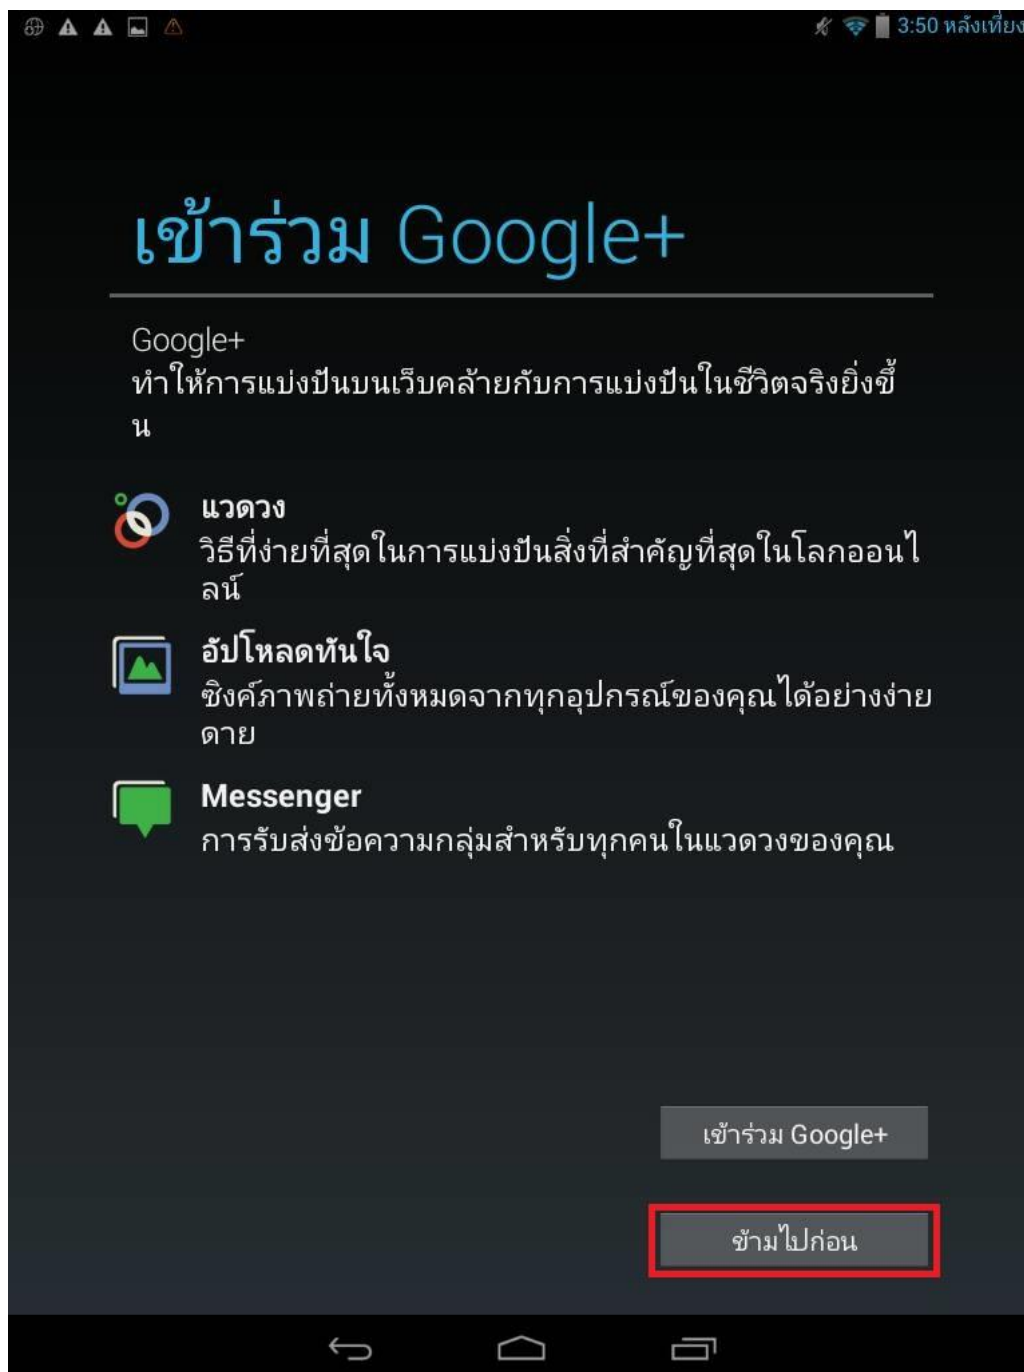 3:50 หลังเที่ยง
เข้าร่วม Google+
Google+
ทำให้การแบ่งปันบนเว็บคล้ายกับการแบ่งปันในชีวิตจริงยิ่งขึ้
น
แวดวง
วิธีที่ง่ายที่สุดในการแบ่งปันสิ่งที่สำคัญที่สุดในโลกออนไ
ลน์
อัปโหลดทันใจ
ซิงค์ภาพถ่ายทั้งหมดจากทุกอุปกรณ์ของคุณได้อย่างง่าย
ดาย
Messenger
การรับส่งข้อความกลุ่มสำหรับทุกคนในแวดวงของคุณ
เข้าร่วม Google+
ข้ามไปก่อน